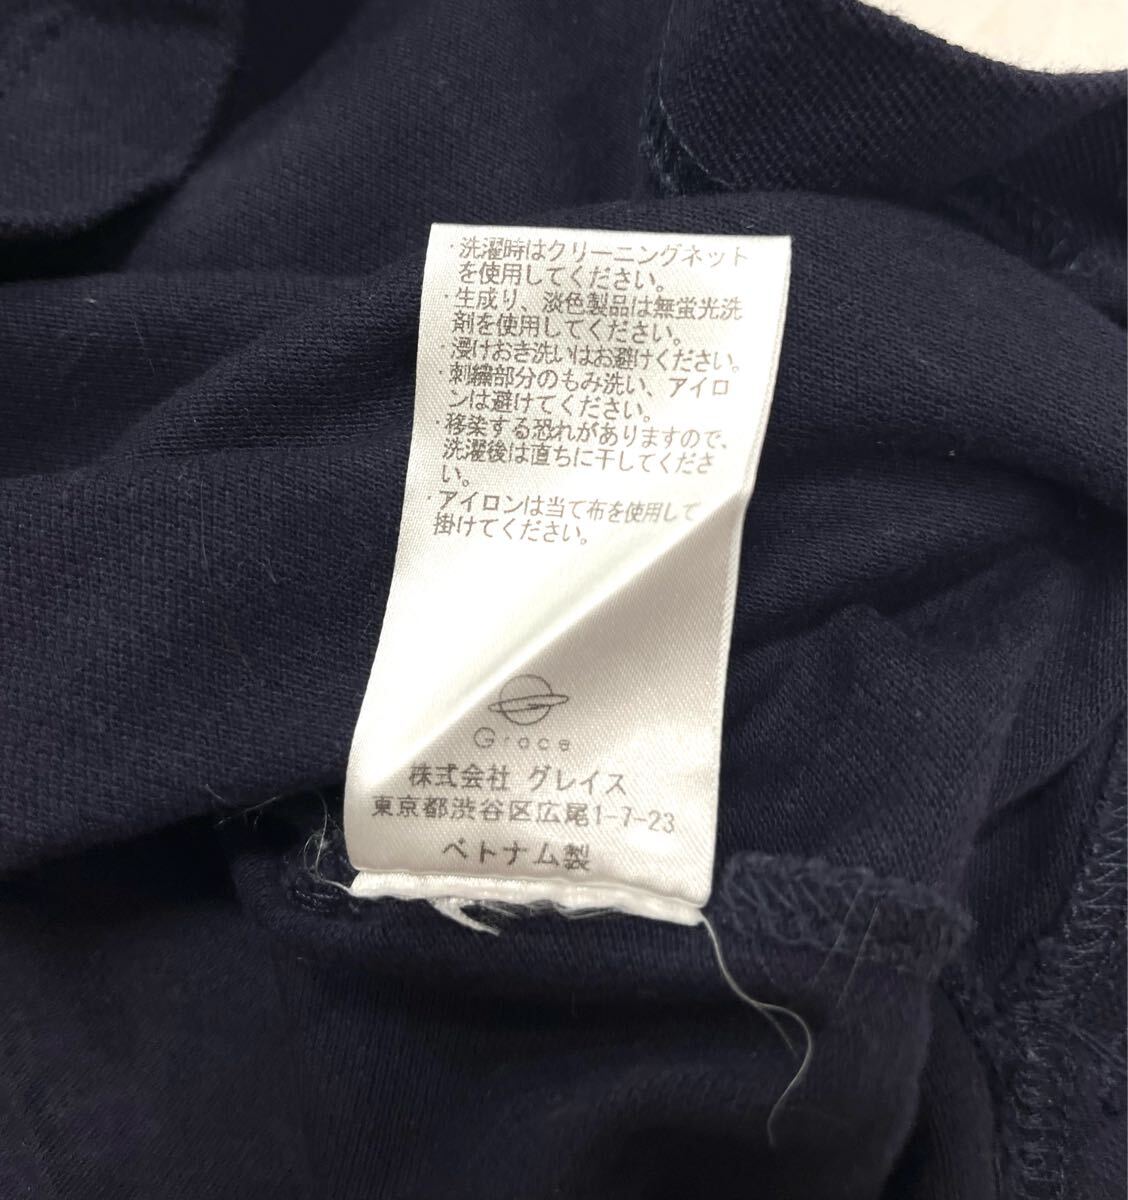 ・洗濯時はクリーニングネット
を使用してください。
・生成り、淡色製品は無蛍光洗
剤を使用してください。
・浸けおき洗いはお避けください。
・刺繍部分のもみ洗い、アイロ
ンは避けてください。
・移染する恐れがありますので、
洗濯後は直ちに干してくださ
い。
・アイロンは当て布を使用して
掛けてください。
Grace
株式会社 グレイス
東京都渋谷区広尾1-7-23
ベトナム製